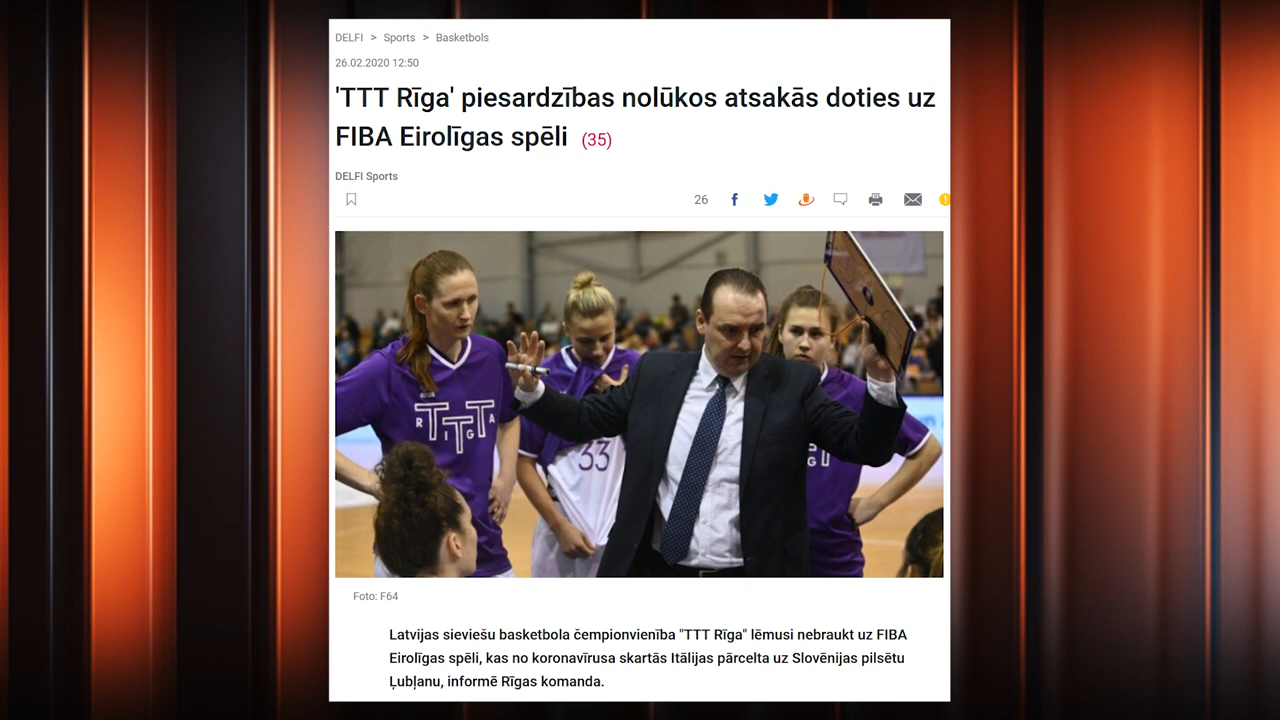 DELFI > Sports > Basketbols
26.02.2020 12:50
'TTT Rīga' piesardzības nolūkos atsakās doties uz
FIBA Eirolīgas spēli (35)
DELFI Sports
26
TTT
RIGA
33
Foto: F64
Latvijas sieviešu basketbola čempionvienība "TTT Rīga" lēmusi nebraukt uz FIBA
Eirolīgas spēli, kas no koronavīrusa skartās Itālijas pārcelta uz Slovēnijas pilsētu
Ļubļanu, informē Rīgas komanda.